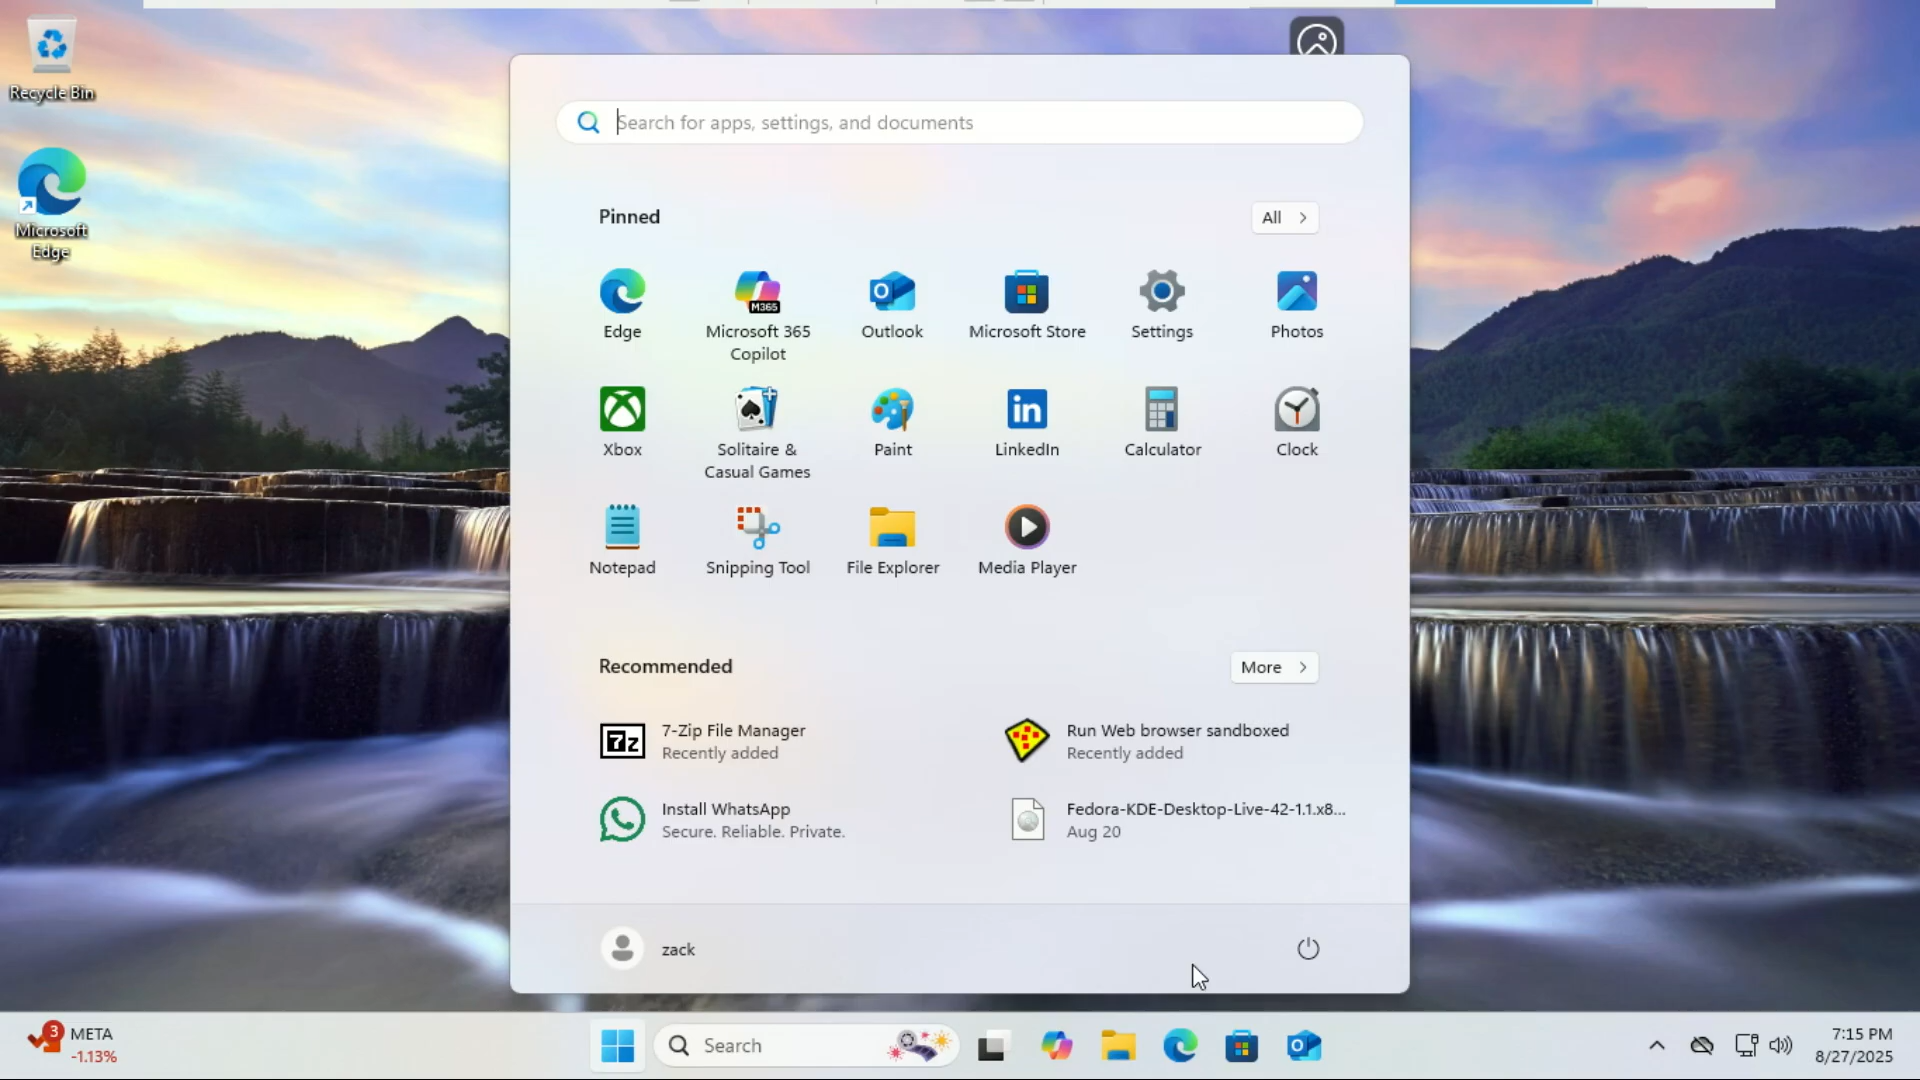 Recycle Bin
Microsoft
Edge
Search for apps, settings, and documents
Pinned
All
Edge
M365
Microsoft 365
Copilot
Outlook
Microsoft Store
Settings
Photos
Xbox
Solitaire &
Casual Games
Paint
LinkedIn
Calculator
Clock
Notepad
Snipping Tool
File Explorer
Media Player
Recommended
More
7-Zip File Manager
Recently added
Run Web browser sandboxed
Recently added
Install WhatsApp
Secure. Reliable. Private.
Fedora-KDE-Desktop-Live-42-1.1.x8...
Aug 20
zack
3
META
-1.13%
Search
7:15 PM
8/27/2025